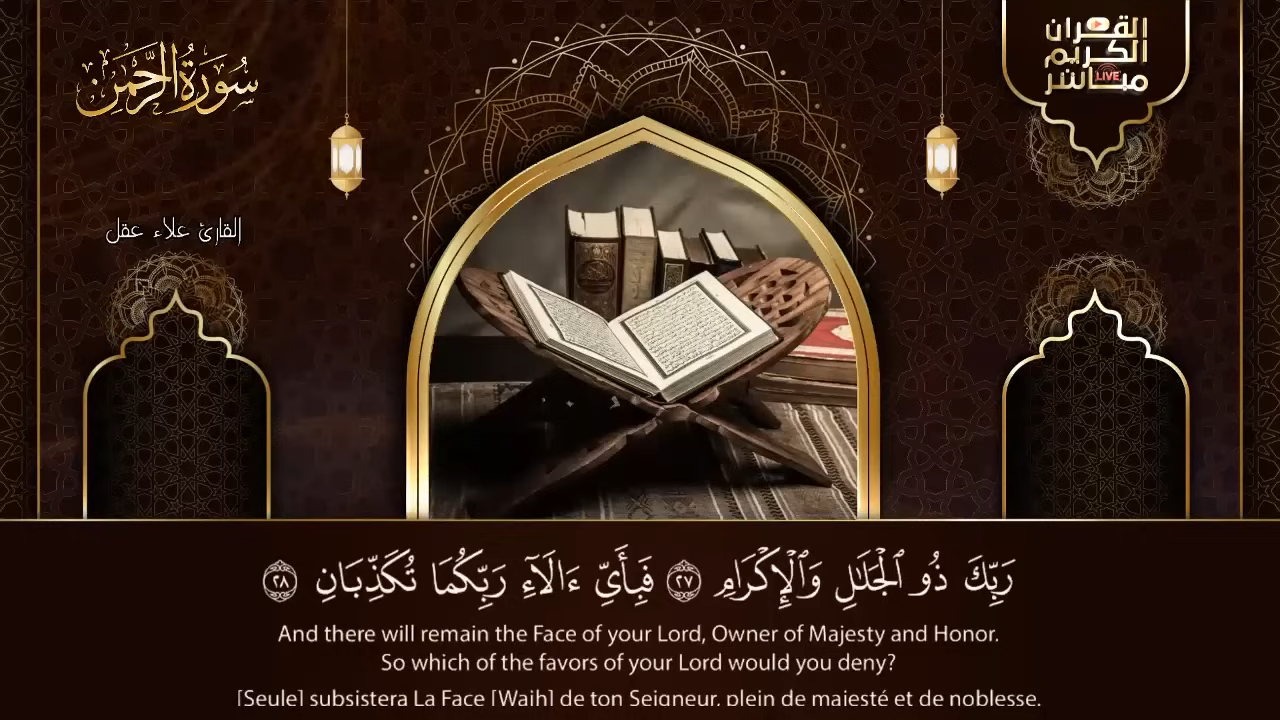 سُورَةُ الرَّحْمَٰن
القرآن
الكريم
مباشر
LIVE
القارئ علاء عقل
رَبِّكَ ذُو ٱلْجَلَٰلِ وَٱلْإِكْرَامِ ٢٧ فَبِأَىِّ ءَالَآءِ رَبِّكُمَا تُكَذِّبَانِ ٢٨
And there will remain the Face of your Lord, Owner of Majesty and Honor.
So which of the favors of your Lord would you deny?
[Seule] subsistera La Face [Wajh] de ton Seigneur, plein de majesté et de noblesse.